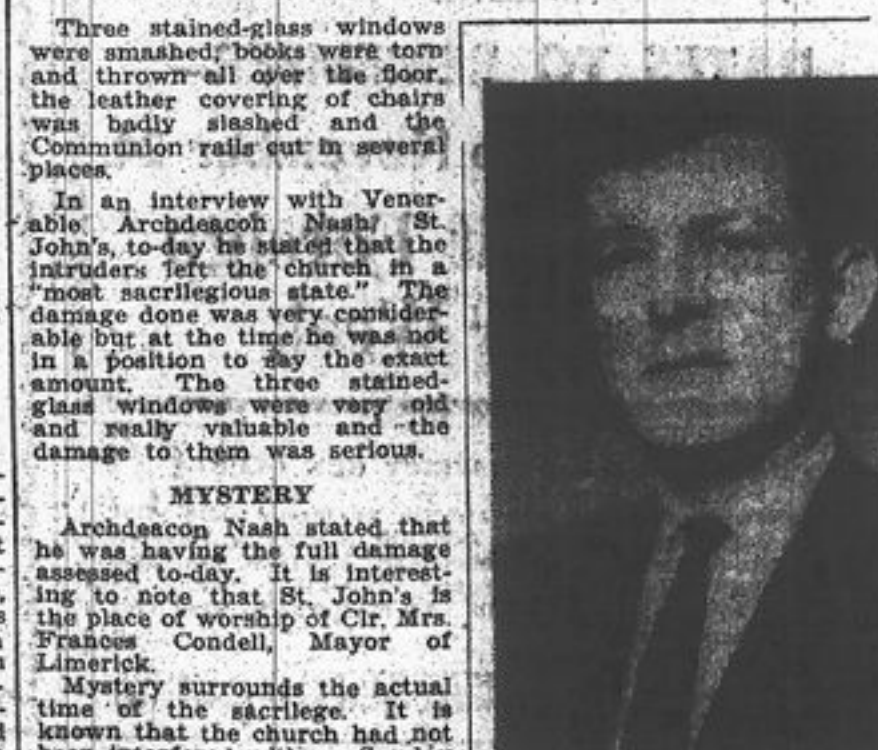 Three stained-glass windows
were smashed, books were torn
and thrown all over the floor,
the leather covering of chairs
was badly slashed and the
Communion rails cut in several
places.
In an interview with Vener-
able Archdeacon Nash, St.
John's, to-day he stated that the
intruders left the church in a
"most sacrilegious state." The
damage done was very consider-
able but at the time he was not
in a position to say the exact
amount. The three stained-
glass windows were very old
and really valuable and the
damage to them was serious.
MYSTERY
Archdeacon Nash stated that
he was having the full damage
assessed to-day. It is interest-
ing to note that St. John's is
the place of worship of Clr. Mrs.
Frances Condell, Mayor of
Limerick.
Mystery surrounds the actual
time of the sacrilege. It is
known that the church had not